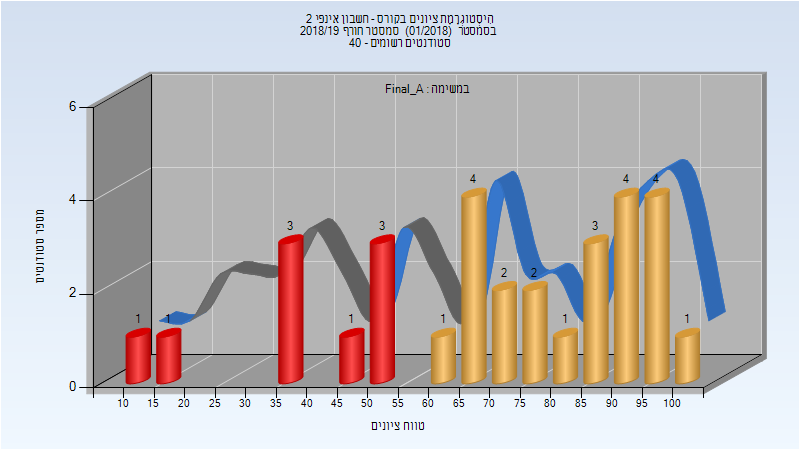 היסטוגרמת ציונים בקורס - חשבון אינפי 2
בסמסטר (01/2018) סמסטר חורף 2018/19
סטודנטים רשומים - 40
במשימה : Final_A
מספר סטודנטים
6
4
2
0
1
1
3
1
3
1
4
2
2
1
3
4
4
1
10 15 20 25 30 35 40 45 50 55 60 65 70 75 80 85 90 95 100
טווח ציונים